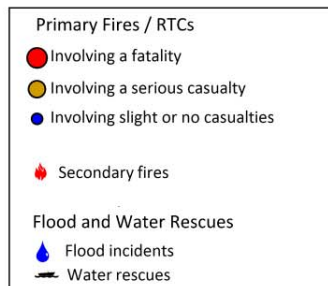 Primary Fires / RTCs
Involving a fatality
Involving a serious casualty
Involving slight or no casualties
Secondary fires
Flood and Water Rescues
Flood incidents
Water rescues